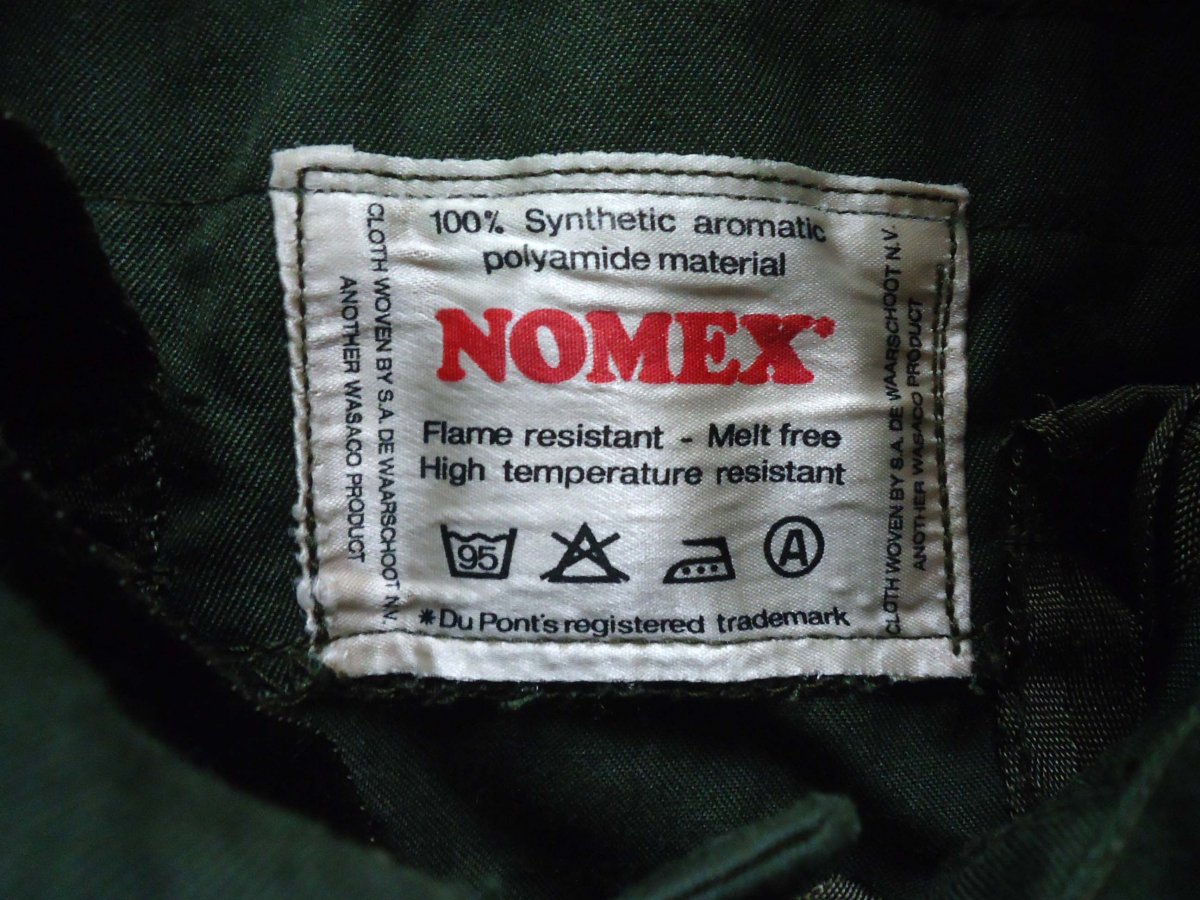 100% Synthetic aromatic
polyamide material
NOMEX*
Flame resistant - Melt free
High temperature resistant
95
A
*Du Pont's registered trademark
CLOTH WOVEN BY S.A. DE WAARSCHOOT N.V.
ANOTHER WASACO PRODUCT
CLOTH WOVEN BY S.A. DE WAARSCHOOT N.V.
ANOTHER WASACO PRODUCT